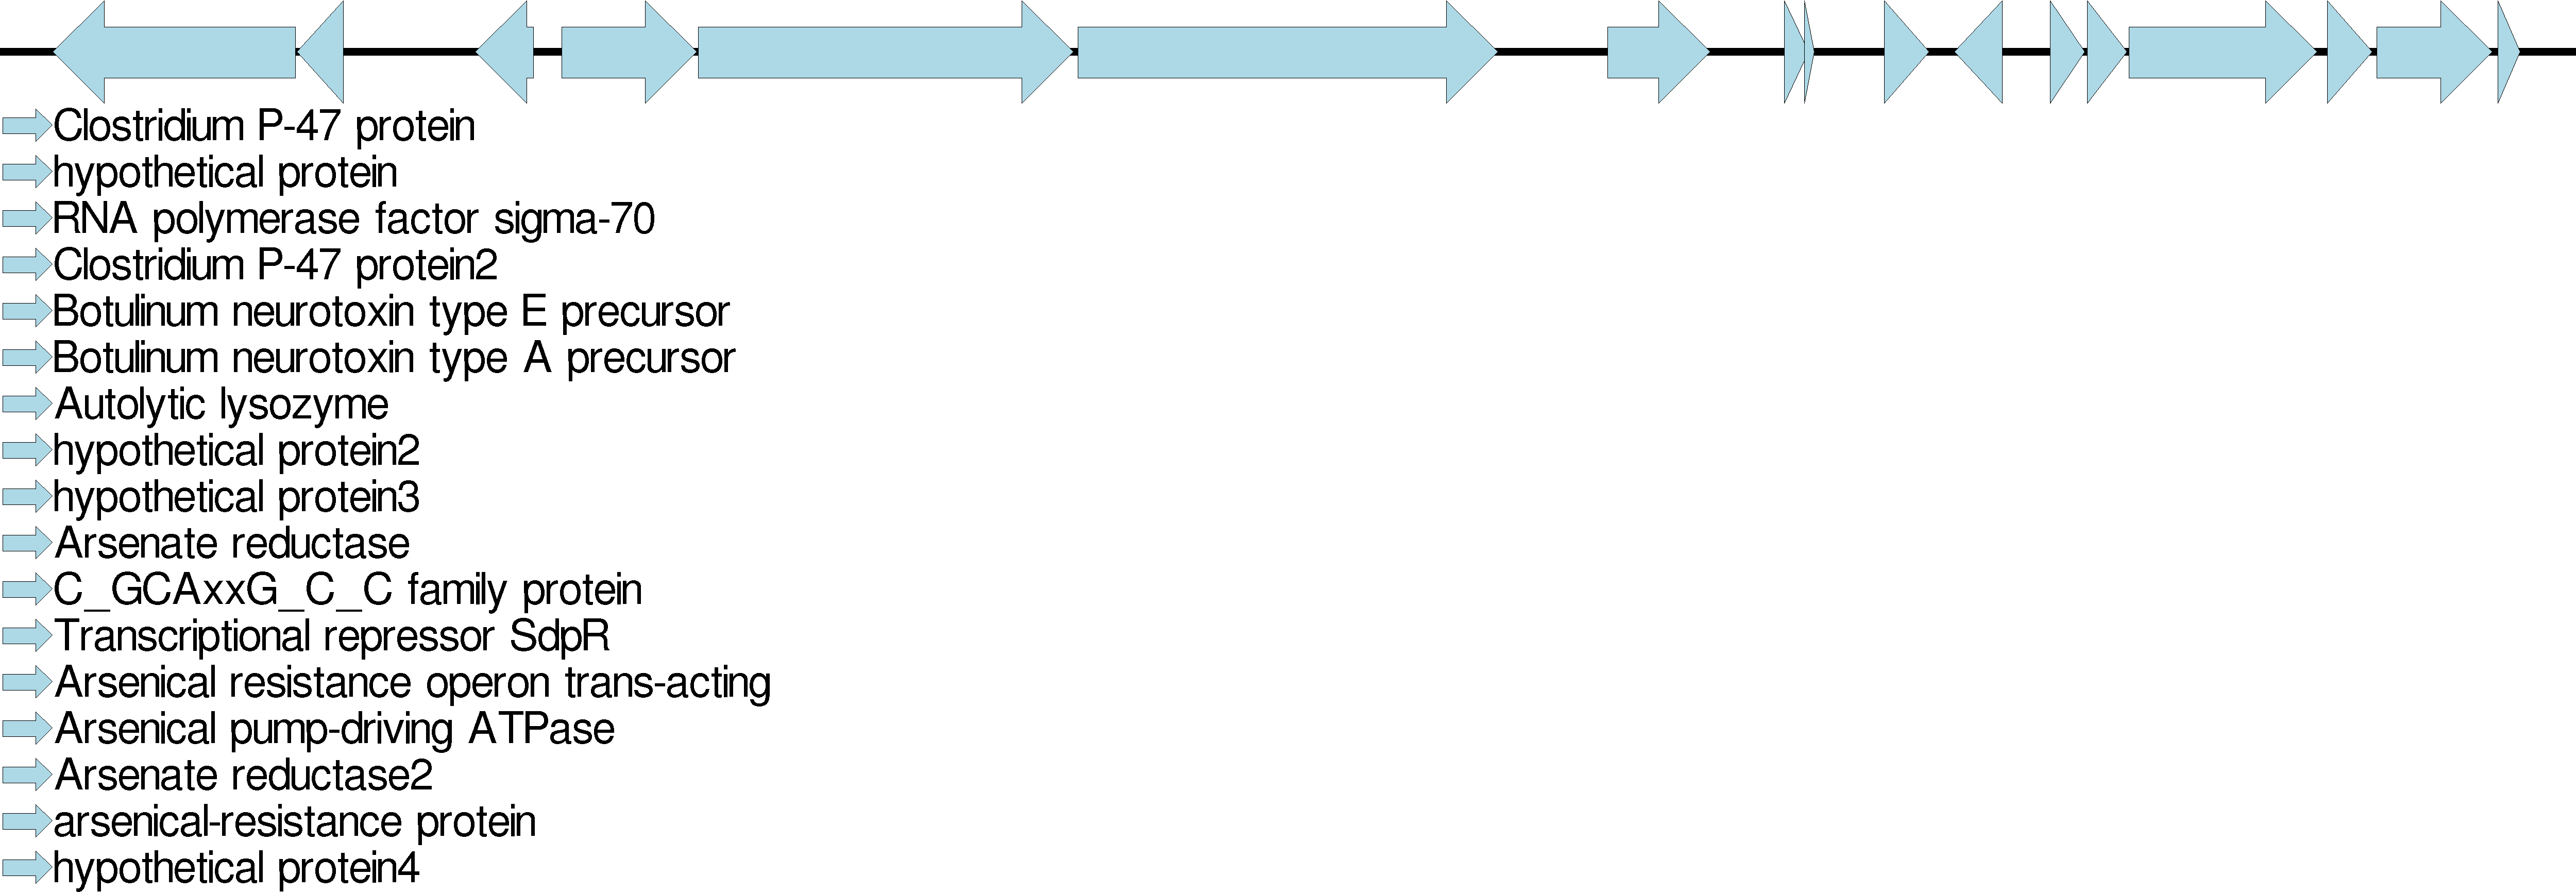 Clostridium P-47 protein
hypothetical protein
RNA polymerase factor sigma-70
Clostridium P-47 protein2
Botulinum neurotoxin type E precursor
Botulinum neurotoxin type A precursor
Autolytic lysozyme
hypothetical protein2
hypothetical protein3
Arsenate reductase
C_GCAxxG_C_C family protein
Transcriptional repressor SdpR
Arsenical resistance operon trans-acting
Arsenical pump-driving ATPase
Arsenate reductase2
arsenical-resistance protein
hypothetical protein4